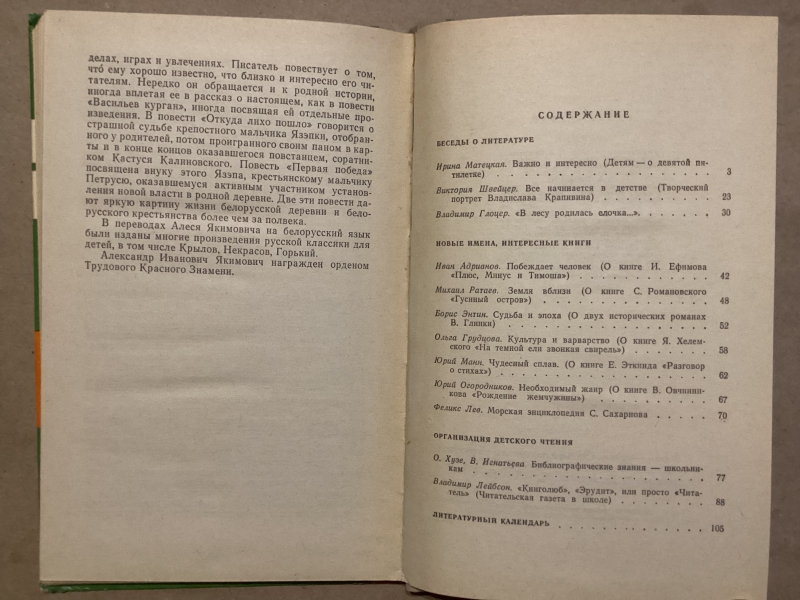 делах, играх и увлечениях. Писатель повествует о том,
что́ ему хорошо известно, что близко и интересно его чи-
тателям. Нередко он обращается и к родной истории,
иногда вплетая ее в рассказ о настоящем, как в повести
«Васильев курган», иногда посвящая ей отдельные про-
изведения. В повести «Откуда лихо пошло» говорится о
страшной судьбе крепостного мальчика Язэпки, отобран-
ного у родителей, потом проигранного своим паном в кар-
ты и в конце концов оказавшегося повстанцем, соратни-
ком Кастуся Калиновского. Повесть «Первая победа»
посвящена внуку этого Язэпа, крестьянскому мальчику
Петрусю, оказавшемуся активным участником установ-
ления новой власти в родной деревне. Две эти повести да-
ют яркую картину жизни белорусской деревни и бело-
русского крестьянства более чем за полвека.
В переводах Алеся Якимовича на белорусский язык
были изданы многие произведения русской классики для
детей, в том числе Крылов, Некрасов, Горький.
Александр Иванович Якимович награжден орденом
Трудового Красного Знамени.
СОДЕРЖАНИЕ
БЕСЕДЫ О ЛИТЕРАТУРЕ
Ирина Матецкая. Важно и интересно (Детям — о девятой пя-
тилетке) . . . . . . . . . . . . . 3
Виктория Швейцер. Все начинается в детстве (Творческий
портрет Владислава Крапивина) . . . . . . 23
Владимир Глоцер. «В лесу родилась елочка...» . . . . . . 30
НОВЫЕ ИМЕНА, ИНТЕРЕСНЫЕ КНИГИ
Иван Адрианов. Побеждает человек (О книге И. Ефимова
«Плюс, Минус и Тимоша») . . . . . . . . 42
Михаил Ратаев. Земля вблизи (О книге С. Романовского
«Гусиный остров») . . . . . . . . . . 48
Борис Энтин. Судьба и эпоха (О двух исторических романах
В. Глинки) . . . . . . . . . . . . 52
Ольга Грудцова. Культура и варварство (О книге Я. Хелем-
ского «На темной ели звонкая свирель») . . . . . 58
Юрий Манн. Чудесный сплав. (О книге Е. Эткинда «Разговор
о стихах») . . . . . . . . . . . . 62
Юрий Огородников. Необходимый жанр (О книге В. Овчинни-
кова «Рождение жемчужины») . . . . . . . . 67
Феликс Лев. Морская энциклопедия С. Сахарнова . . . . 70
ОРГАНИЗАЦИЯ ДЕТСКОГО ЧТЕНИЯ
О. Хузе, В. Игнатьева. Библиографические знания — школьни-
кам . . . . . . . . . . . . . . 77
Владимир Лейбсон. «Книголюб», «Эрудит», или просто «Чита-
тель» (Читательская газета в школе) . . . . . . 88
ЛИТЕРАТУРНЫЙ КАЛЕНДАРЬ . . . . . . . . . . 105